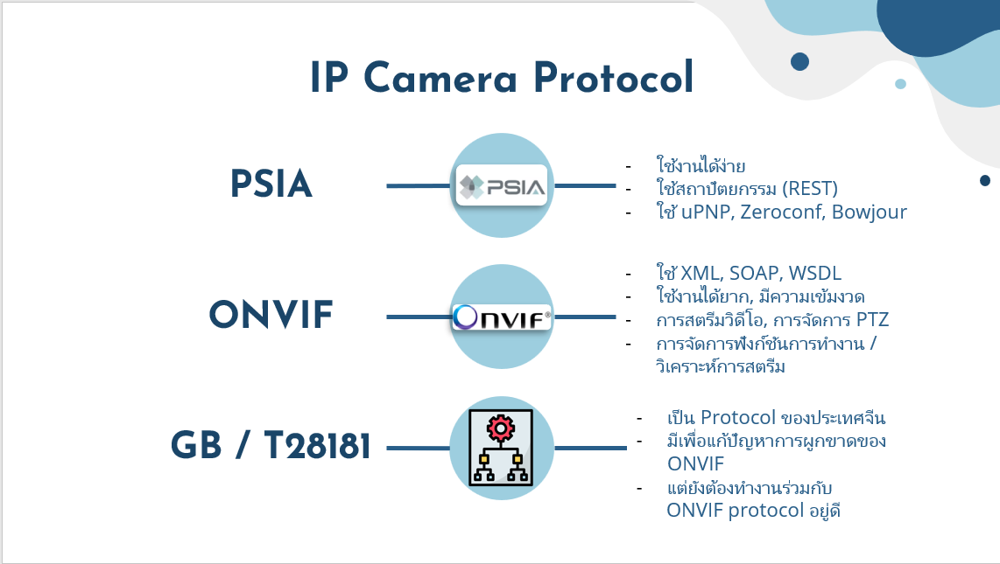 IP Camera Protocol
PSIA
PSIA
- ใช้งานได้ง่าย
- ใช้สถาปัตยกรรม (REST)
- ใช้ uPNP, Zeroconf, Bowjour
ONVIF
ONVIF®
- ใช้ XML, SOAP, WSDL
- ใช้งานได้ยาก, มีความเข้มงวด
- การสตรีมวิดีโอ, การจัดการ PTZ
- การจัดการฟังก์ชันการทำงาน /
วิเคราะห์การสตรีม
GB / T28181
- เป็น Protocol ของประเทศจีน
- มีเพื่อแก้ปัญหาการผูกขาดของ
ONVIF
- แต่ยังต้องทำงานร่วมกับ
ONVIF protocol อยู่ดี